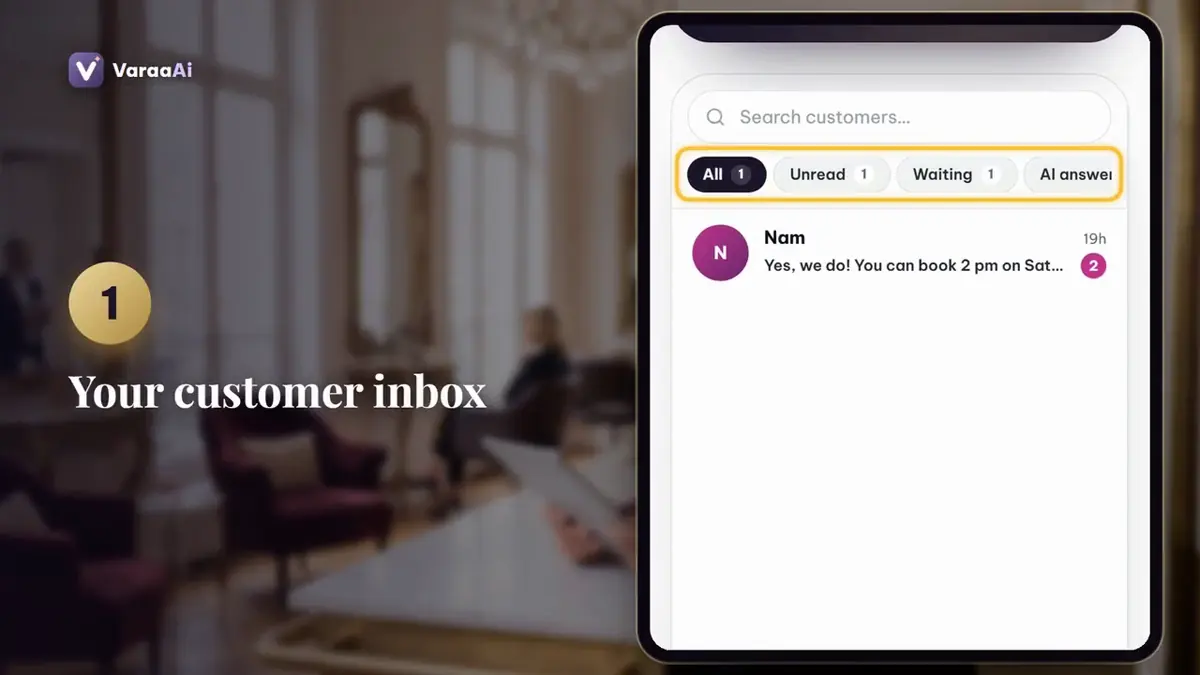 VaraaAi
1
Your customer inbox
Search customers...
All 1
Unread 1
Waiting 1
AI answer
N
Nam
19h
Yes, we do! You can book 2 pm on Sat...
2